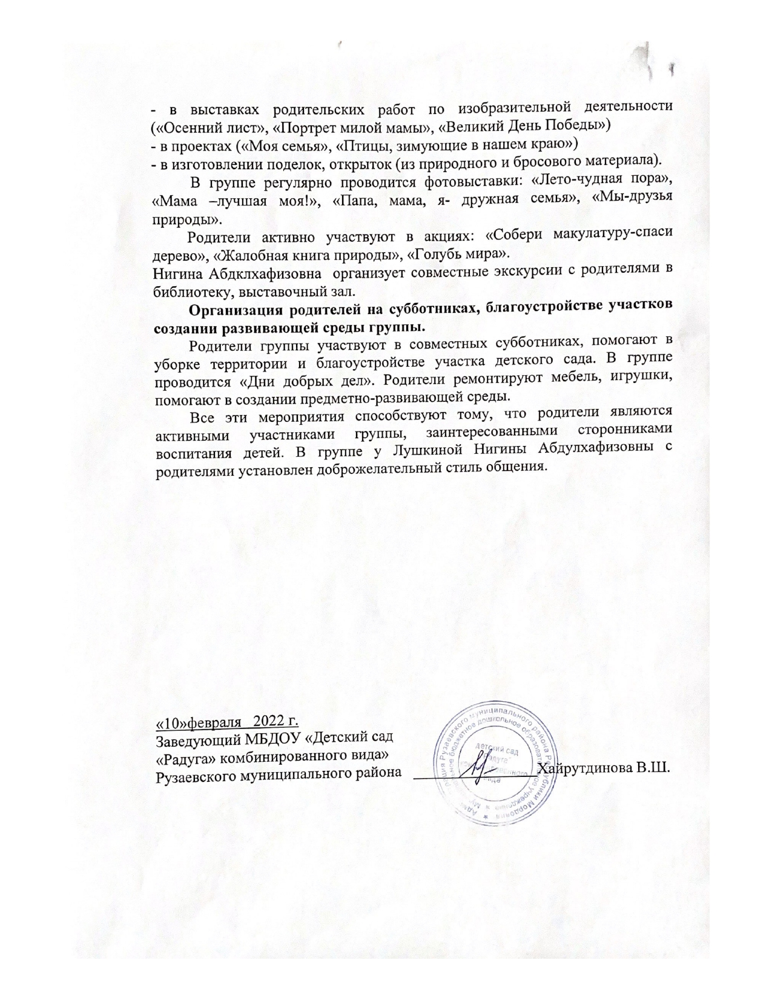 - в выставках родительских работ по изобразительной деятельности
(«Осенний лист», «Портрет милой мамы», «Великий День Победы»)
- в проектах («Моя семья», «Птицы, зимующие в нашем краю»)
- в изготовлении поделок, открыток (из природного и бросового материала).
В группе регулярно проводится фотовыставки: «Лето-чудная пора»,
«Мама –лучшая моя!», «Папа, мама, я- дружная семья», «Мы-друзья
природы».
Родители активно участвуют в акциях: «Собери макулатуру-спаси
дерево», «Жалобная книга природы», «Голубь мира».
Нигина Абдклхафизовна организует совместные экскурсии с родителями в
библиотеку, выставочный зал.
Организация родителей на субботниках, благоустройстве участков
создании развивающей среды группы.
Родители группы участвуют в совместных субботниках, помогают в
уборке территории и благоустройстве участка детского сада. В группе
проводится «Дни добрых дел». Родители ремонтируют мебель, игрушки,
помогают в создании предметно-развивающей среды.
Все эти мероприятия способствуют тому, что родители являются
активными участниками группы, заинтересованными сторонниками
воспитания детей. В группе у Лушкиной Нигины Абдулхафизовны с
родителями установлен доброжелательный стиль общения.
«10»февраля 2022 г.
Заведующий МБДОУ «Детский сад
«Радуга» комбинированного вида»
Рузаевского муниципального района Хайрутдинова В.Ш.
Рузаевского муниципального района Республики Мордовия
бюджетное дошкольное образовательное учреждение
детский сад
"Радуга"
вида